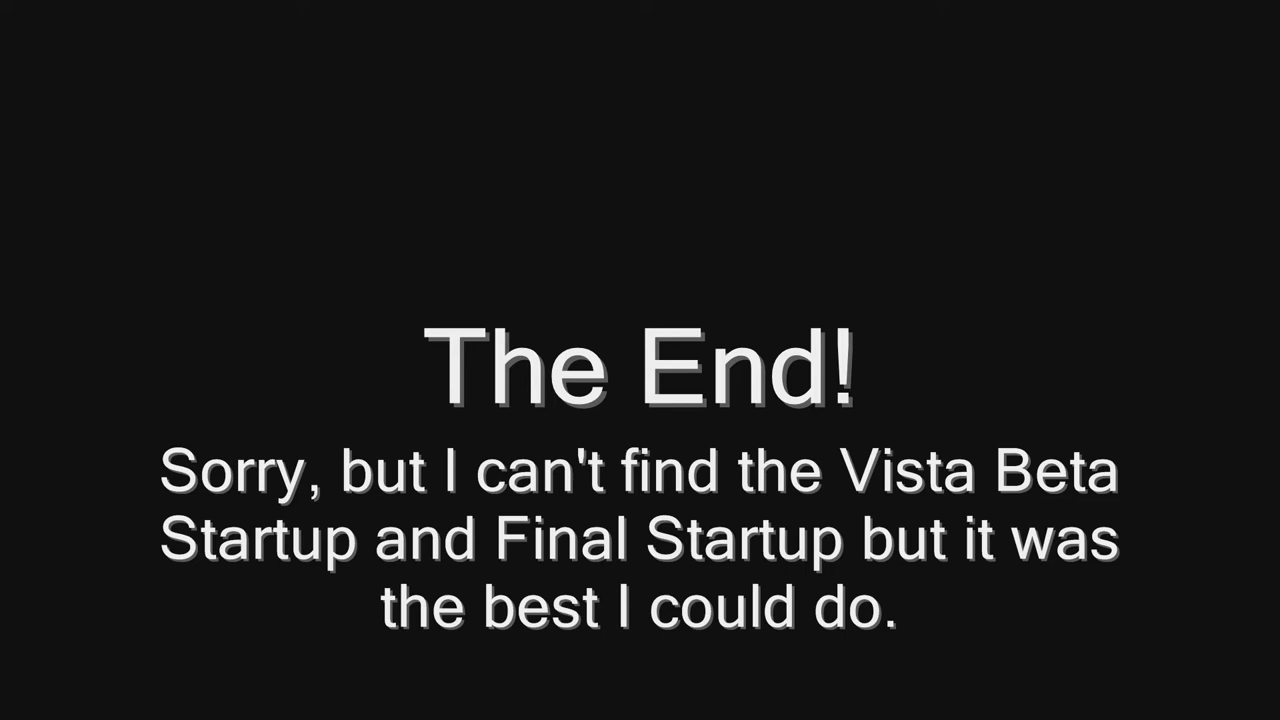 The End!
Sorry, but I can't find the Vista Beta
Startup and Final Startup but it was
the best I could do.